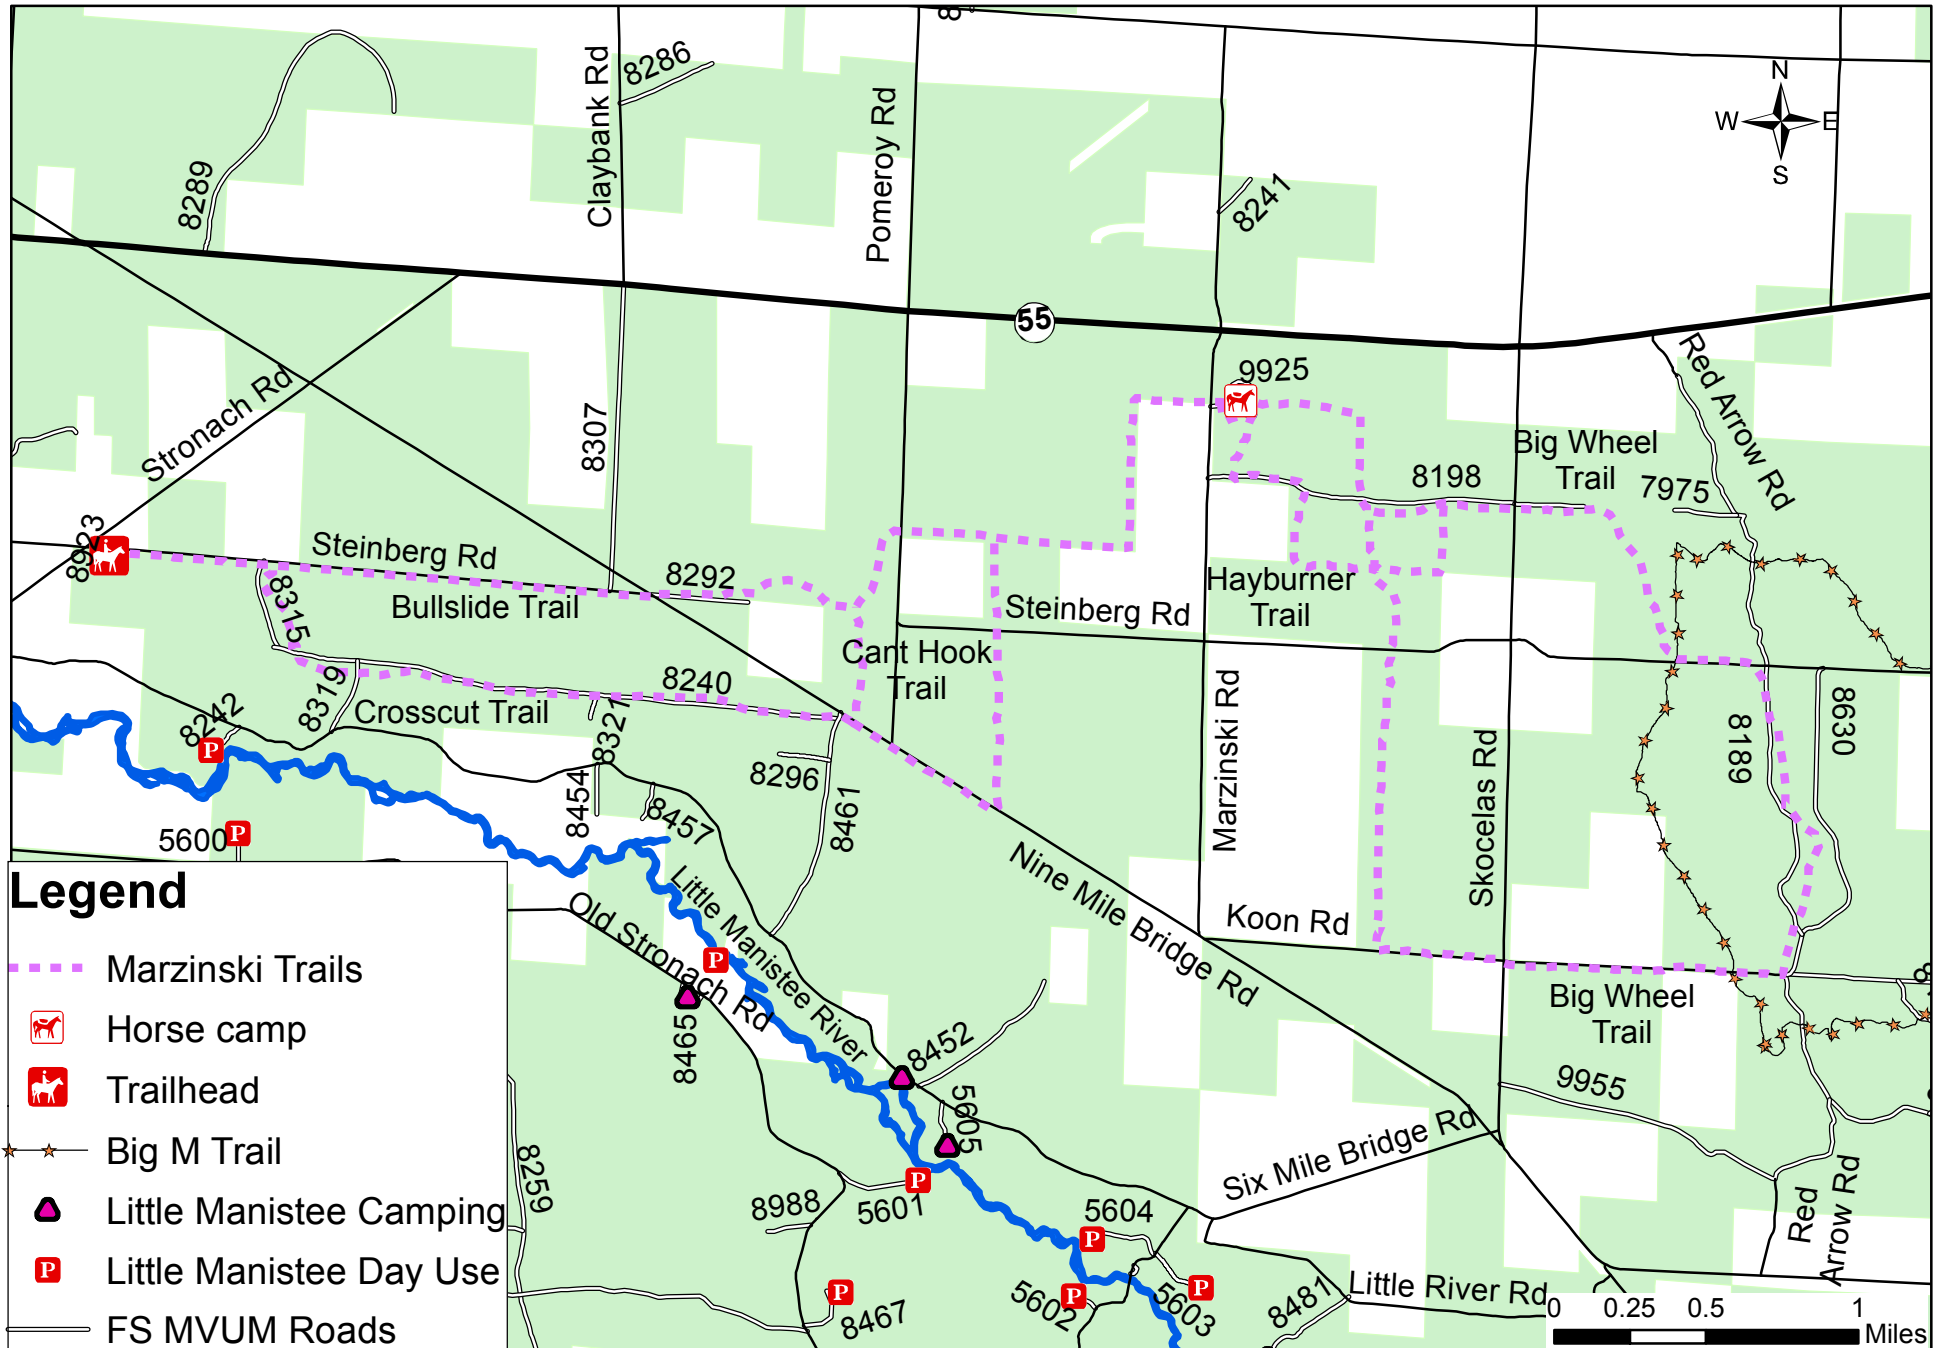 8286
Claybank Rd
Pomeroy Rd
N
W
E
S
8289
8241
55
Stronach Rd
8307
9925
Red Arrow Rd
Big Wheel
Trail
8198
7975
8923
Steinberg Rd
8292
8315
Bullslide Trail
Steinberg Rd
Hayburner
Trail
Cant Hook
Trail
8240
8319
Crosscut Trail
8321
8242
Marzinski Rd
Skocelas Rd
8189
8630
8296
8454
8457
8461
5600
Nine Mile Bridge Rd
Koon Rd
Little Manistee River
Old Stronach Rd
Big Wheel
Trail
8465
8452
5605
9955
Six Mile Bridge Rd
8259
8988
5601
5604
Red
Arrow Rd
5602
5603
8467
8481
Little River Rd
P
P
P
P
P
P
P
P
Legend
Marzinski Trails
Horse camp
Trailhead
Big M Trail
Little Manistee Camping
P
Little Manistee Day Use
FS MVUM Roads
0 0.25 0.5 1
Miles